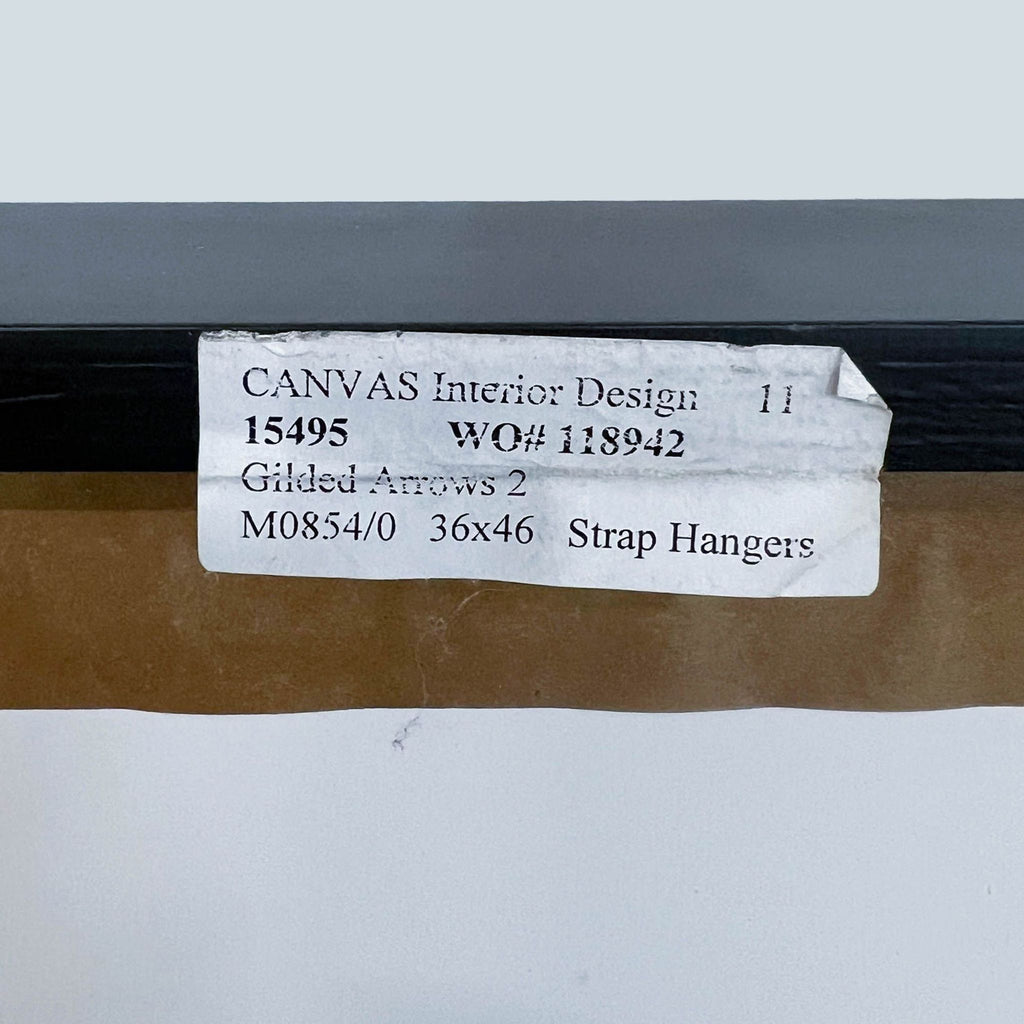 CANVAS Interior Design 11
15495 WO# 118942
Gilded Arrows 2
M0854/0 36x46 Strap Hangers